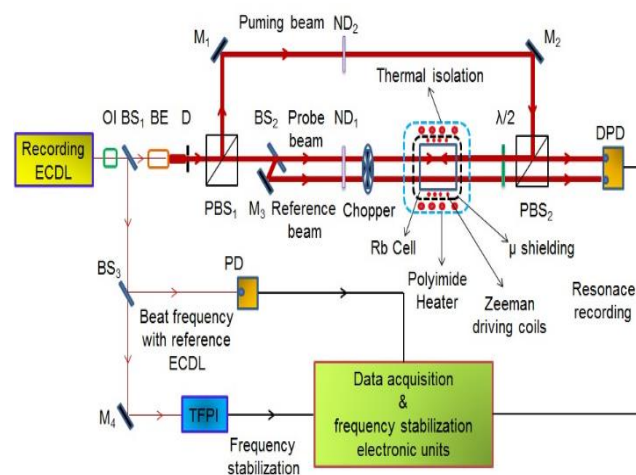 M1
Puming beam
ND2
M2
Thermal isolation
OI BS1 BE D
BS2
Probe
beam
ND1
λ/2
DPD
Recording
ECDL
PBS1
M3
Reference
beam
Chopper
PBS2
Rb Cell
μ shielding
Polyimide
Heater
Zeeman
driving coils
Resonace
recording
BS3
PD
Beat frequency
with reference
ECDL
Data acquisition
&
frequency stabilization
electronic units
M4
TFPI
Frequency
stabilization